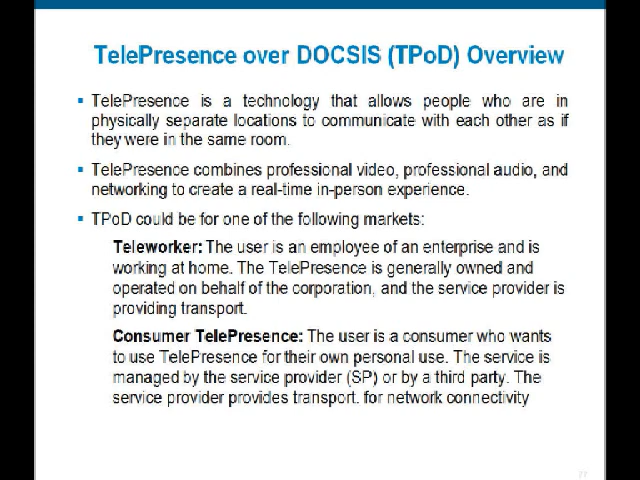 TelePresence over DOCSIS (TPoD) Overview
▪ TelePresence is a technology that allows people who are in
physically separate locations to communicate with each other as if
they were in the same room.
▪ TelePresence combines professional video, professional audio, and
networking to create a real-time in-person experience.
▪ TPoD could be for one of the following markets:
Teleworker: The user is an employee of an enterprise and is
working at home. The TelePresence is generally owned and
operated on behalf of the corporation, and the service provider is
providing transport.
Consumer TelePresence: The user is a consumer who wants
to use TelePresence for their own personal use. The service is
managed by the service provider (SP) or by a third party. The
service provider provides transport. for network connectivity